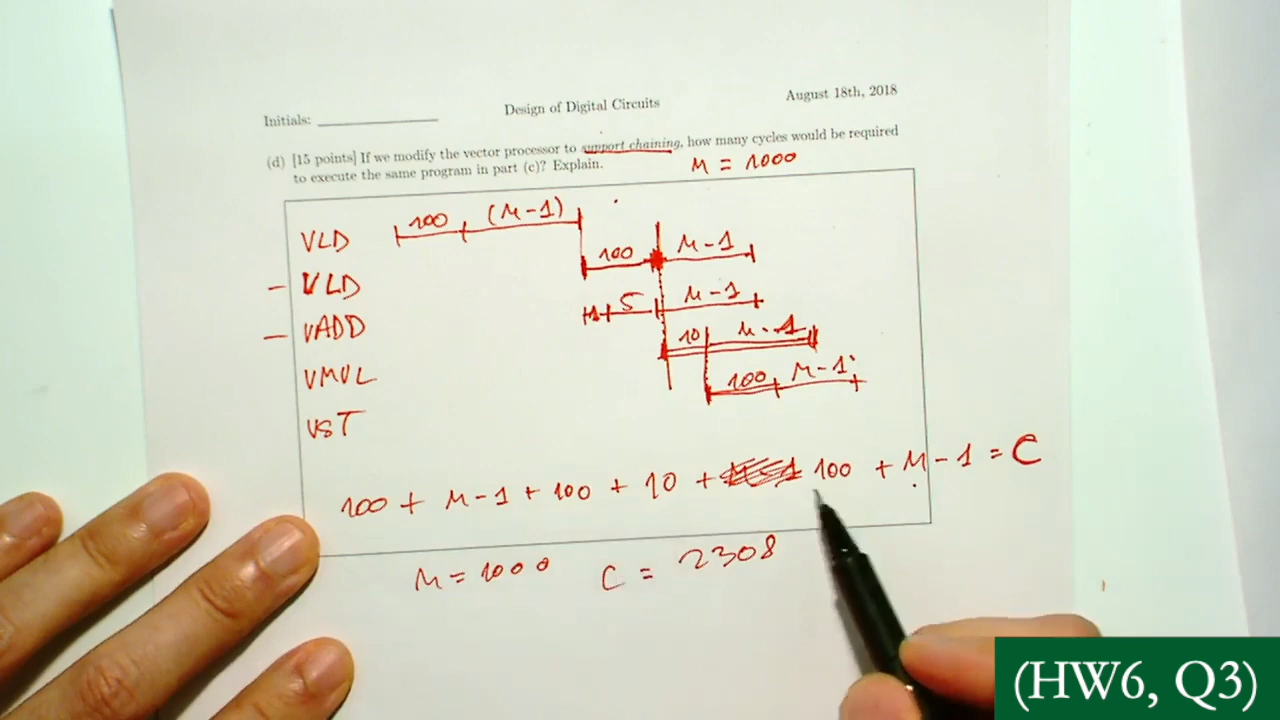 Initials: Design of Digital Circuits August 18th, 2018
(d) [15 points] If we modify the vector processor to support chaining, how many cycles would be required
to execute the same program in part (c)? Explain.
M = 1000
VLD 100 (M-1)
VLD 100 M-1
VADD 1 5 M-1
VMUL 10 M-1
VST 100 M-1
100 + M-1 + 100 + 10 + 100 + M-1 = C
M = 1000 C = 2308
(HW6, Q3)